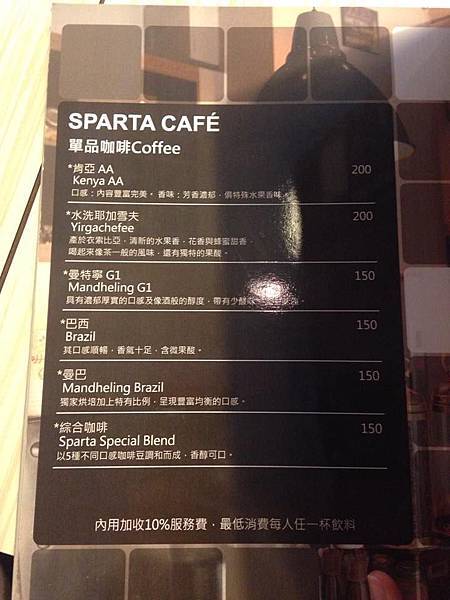 SPARTA CAFÉ
單品咖啡Coffee
*肯亞 AA 200
Kenya AA
口感：內容豐富完美。香味：芳香濃郁，俱特殊水果香味
*水洗耶加雪夫 200
Yirgachefee
產於衣索比亞，清新的水果香，花香與蜂蜜甜香，
喝起來像茶一般的風味，還有獨特的果酸。
*曼特寧 G1 150
Mandheling G1
具有濃郁厚實的口感及像酒般的醇度，帶有少
*巴西 150
Brazil
其口感順暢，香氣十足，含微果酸。
*曼巴 150
Mandheling Brazil
獨家烘培加上特有比例，呈現豐富均衡的口感。
*綜合咖啡 150
Sparta Special Blend
以5種不同口感咖啡豆調和而成，香醇可口。
內用加收10%服務費，最低消費每人任一杯飲料